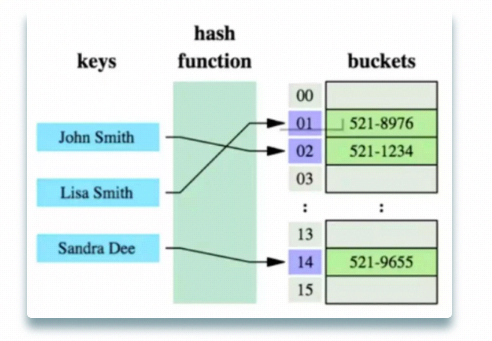 keys
hash
function
buckets
John Smith
Lisa Smith
Sandra Dee
00
01 521-8976
02 521-1234
03
: :
13
14 521-9655
15